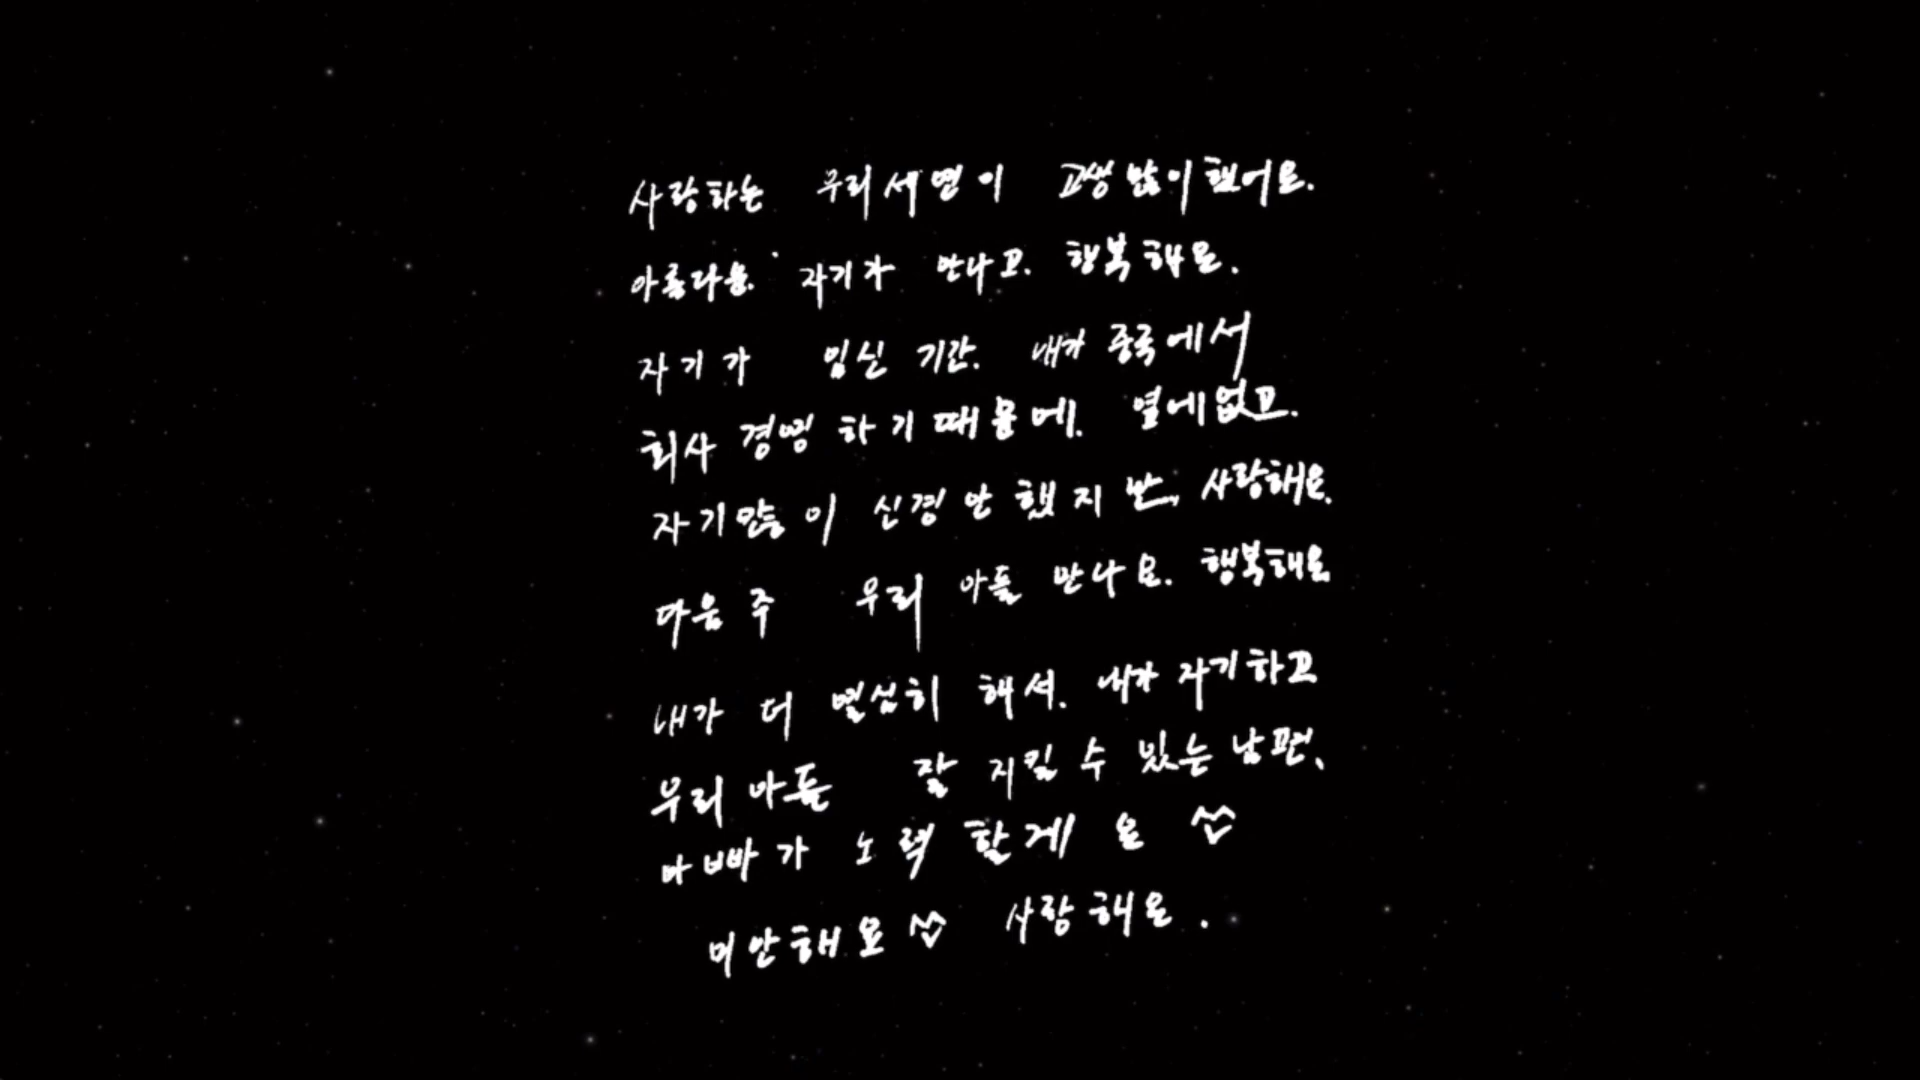 사랑하는 우리세연이 고생많이했어요.
아름다운 자기가 만나고. 행복해요.
자기가 임신 기간. 내가 중국에서
회사 경영 하기때문에. 옆에없고.
자기많이 신경안했지만, 사랑해요.
다음주 우리 아들 만나요. 행복해요
내가 더 열심히 해서. 내가 자기하고
우리 아들 잘 지킬 수 있는 남편,
아빠가 노력 할게 요 ♡
미안해요 ♡ 사랑해요.